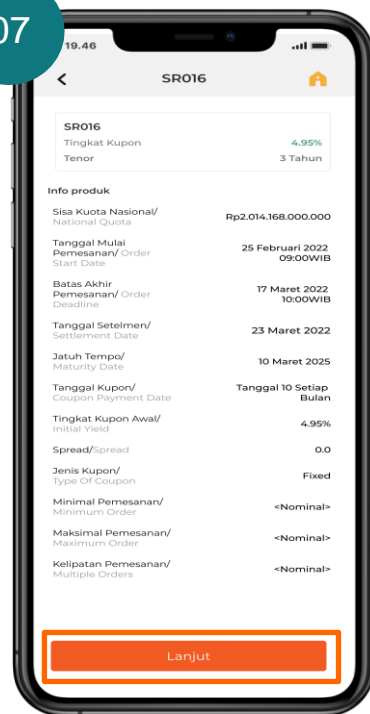 07
19.46
SR016
SR016
Tingkat Kupon 4.95%
Tenor 3 Tahun
Info produk
Sisa Kuota Nasional/
National Quota
Rp2.014.168.000.000
Tanggal Mulai
Pemesanan/ Order
Start Date
25 Februari 2022
09:00WIB
Batas Akhir
Pemesanan/ Order
Deadline
17 Maret 2022
10:00WIB
Tanggal Setelmen/
Settlement Date
23 Maret 2022
Jatuh Tempo/
Maturity Date
10 Maret 2025
Tanggal Kupon/
Coupon Payment Date
Tanggal 10 Setiap
Bulan
Tingkat Kupon Awal/
Initial Yield
4.95%
Spread/Spread 0.0
Jenis Kupon/
Type Of Coupon
Fixed
Minimal Pemesanan/
Minimum Order
<Nominal>
Maksimal Pemesanan/
Maximum Order
<Nominal>
Kelipatan Pemesanan/
Multiple Orders
<Nominal>
Lanjut